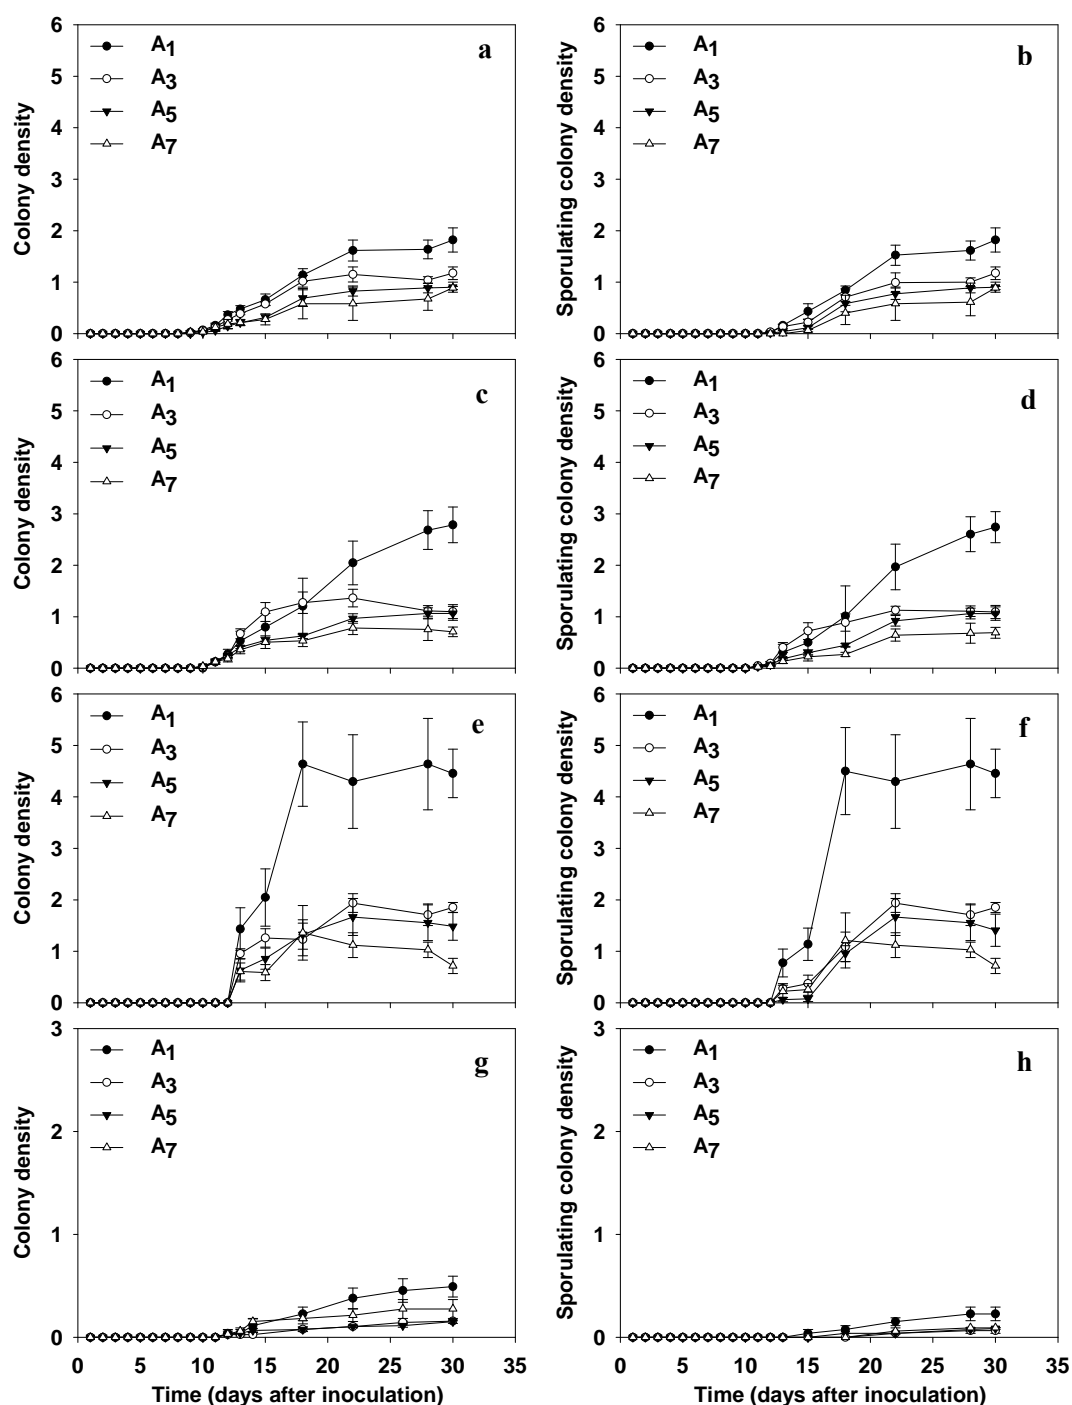 6
5
4
3
2
1
0
Colony density
A1
A3
A5
A7
a
6
5
4
3
2
1
0
Sporulating colony density
A1
A3
A5
A7
b
6
5
4
3
2
1
0
Colony density
A1
A3
A5
A7
c
6
5
4
3
2
1
0
Sporulating colony density
A1
A3
A5
A7
d
6
5
4
3
2
1
0
Colony density
A1
A3
A5
A7
e
6
5
4
3
2
1
0
Sporulating colony density
A1
A3
A5
A7
f
3
2
1
0
Colony density
A1
A3
A5
A7
g
0 5 10 15 20 25 30 35
Time (days after inoculation)
3
2
1
0
Sporulating colony density
A1
A3
A5
A7
h
0 5 10 15 20 25 30 35
Time (days after inoculation)